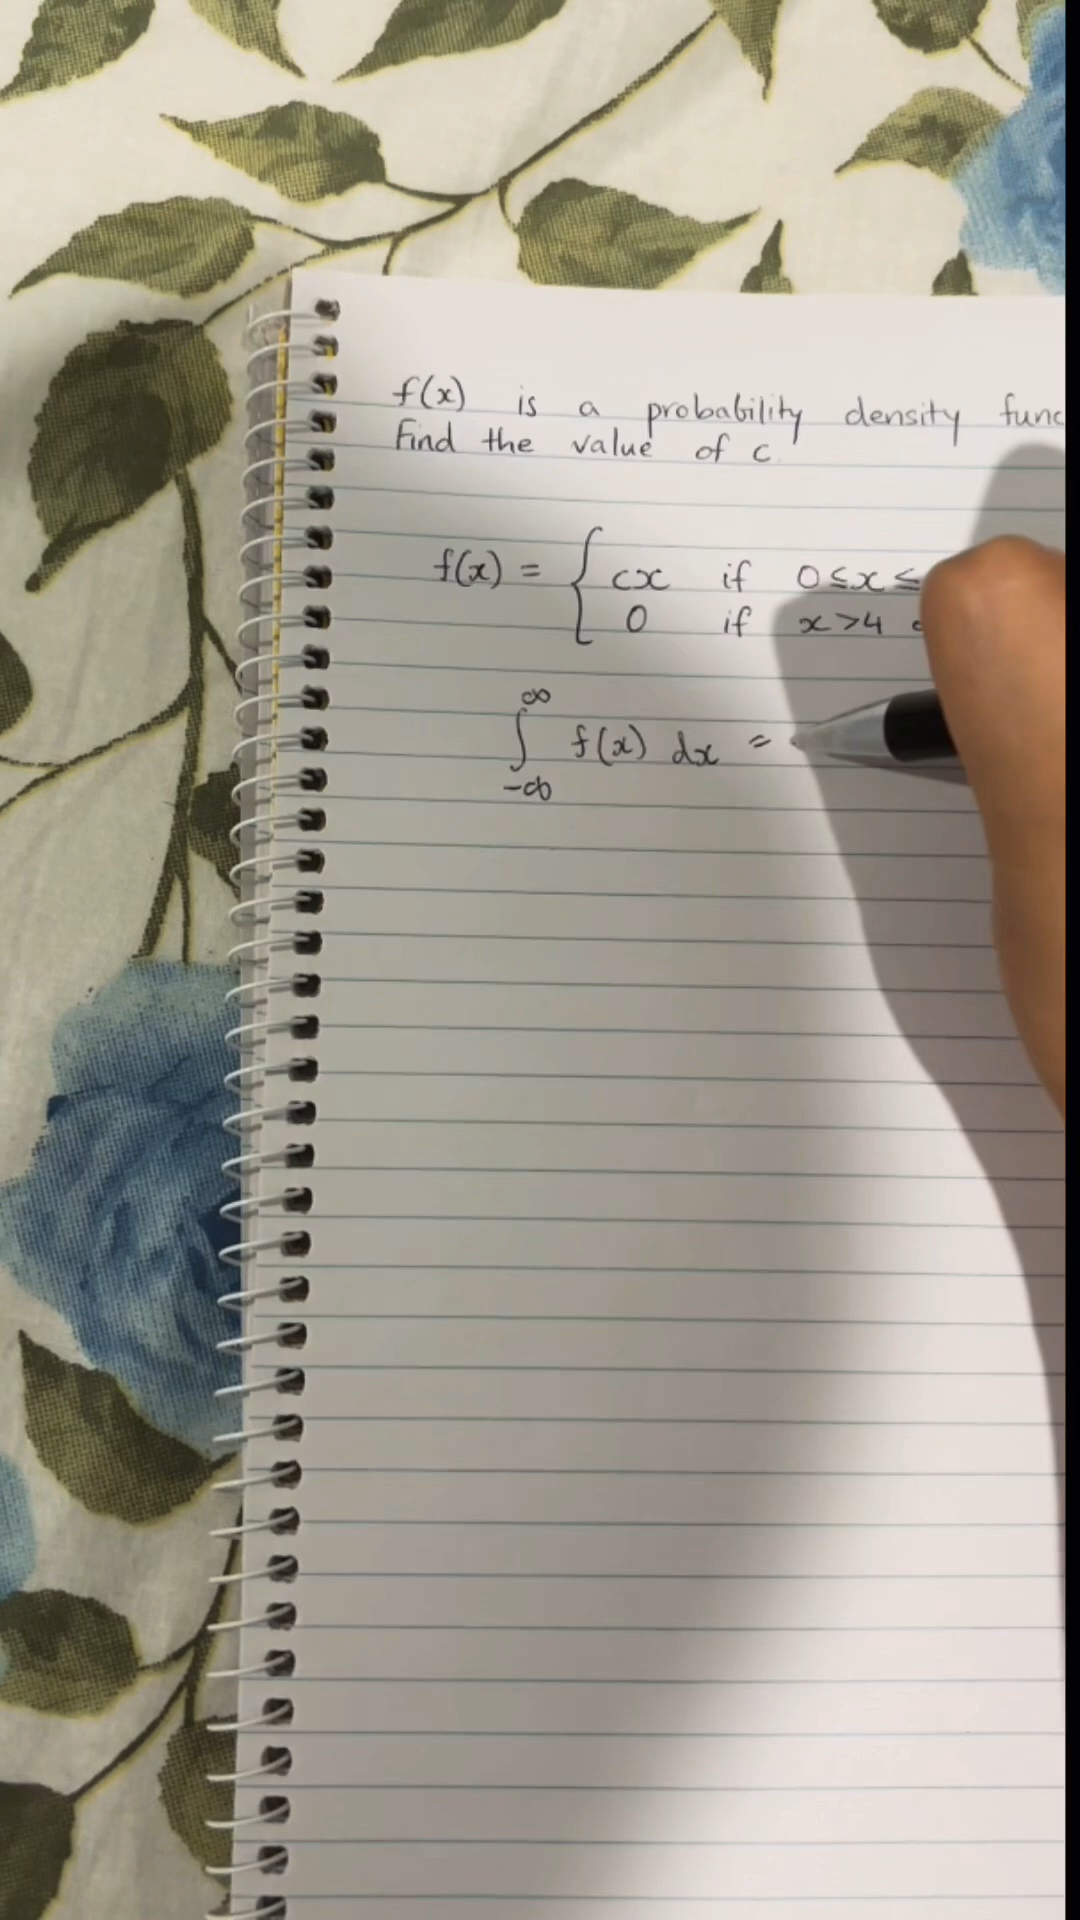 f(x) is a probability density func
Find the value of c
f(x) = { cx if 0≤x≤
0 if x>4
∫_{-∞}^{∞} f(x) dx =